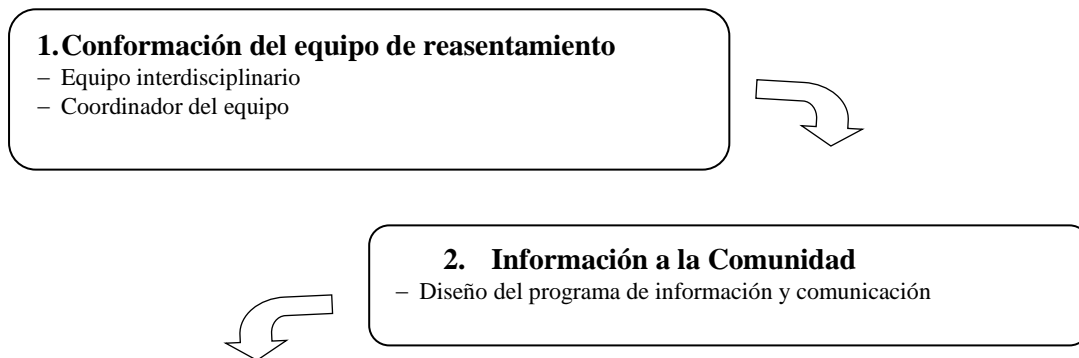 1.Conformación del equipo de reasentamiento
− Equipo interdisciplinario
− Coordinador del equipo
2. Información a la Comunidad
− Diseño del programa de información y comunicación